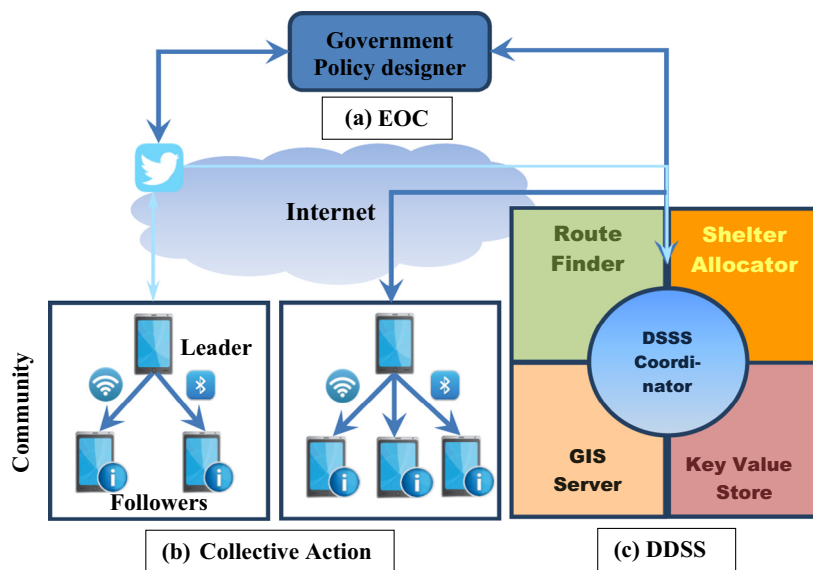 Government
Policy designer
(a) EOC
Internet
Route
Finder
Shelter
Allocator
DSSS
Coordi-
nator
GIS
Server
Key Value
Store
Community
Leader
Followers
(b) Collective Action
(c) DDSS